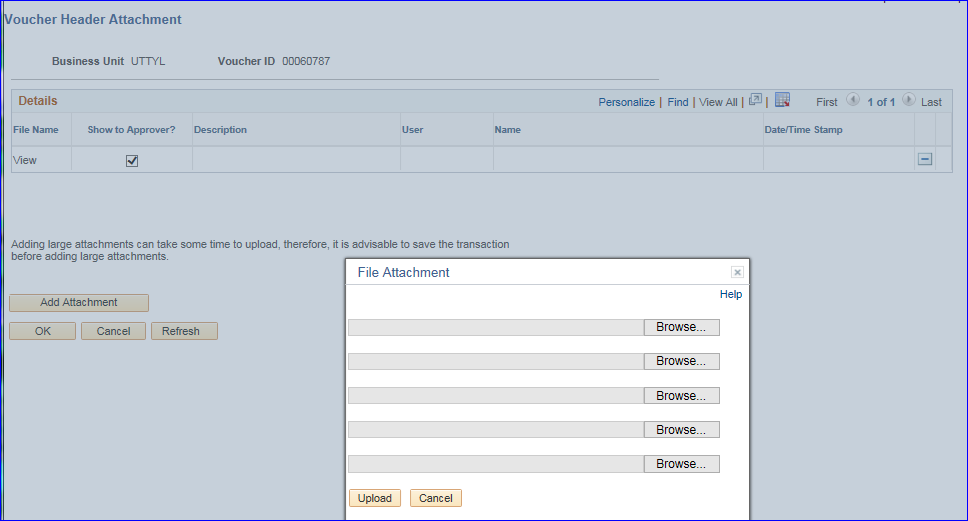 Voucher Header Attachment
Business Unit UTTYL Voucher ID 00060787
Details Personalize | Find | View All | | First 1 of 1 Last
File Name Show to Approver? Description User Name Date/Time Stamp
View
Adding large attachments can take some time to upload, therefore, it is advisable to save the transaction
before adding large attachments.
Add Attachment
OK Cancel Refresh
File Attachment
Help
Browse...
Browse...
Browse...
Browse...
Browse...
Upload Cancel